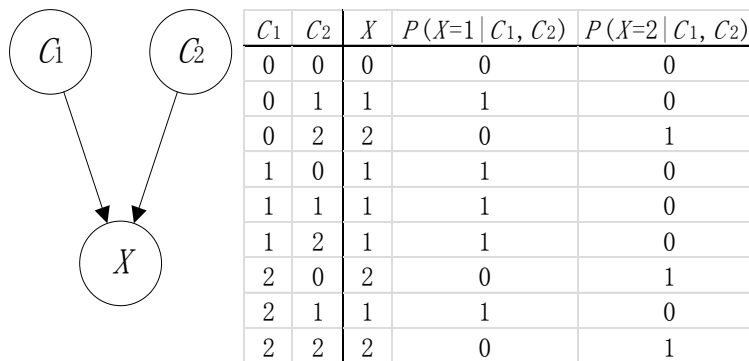 C1 C2
X
C1 C2 X P(X=1|C1, C2) P(X=2|C1, C2)
0 0 0 0 0
0 1 1 1 0
0 2 2 0 1
1 0 1 1 0
1 1 1 1 0
1 2 1 1 0
2 0 2 0 1
2 1 1 1 0
2 2 2 0 1